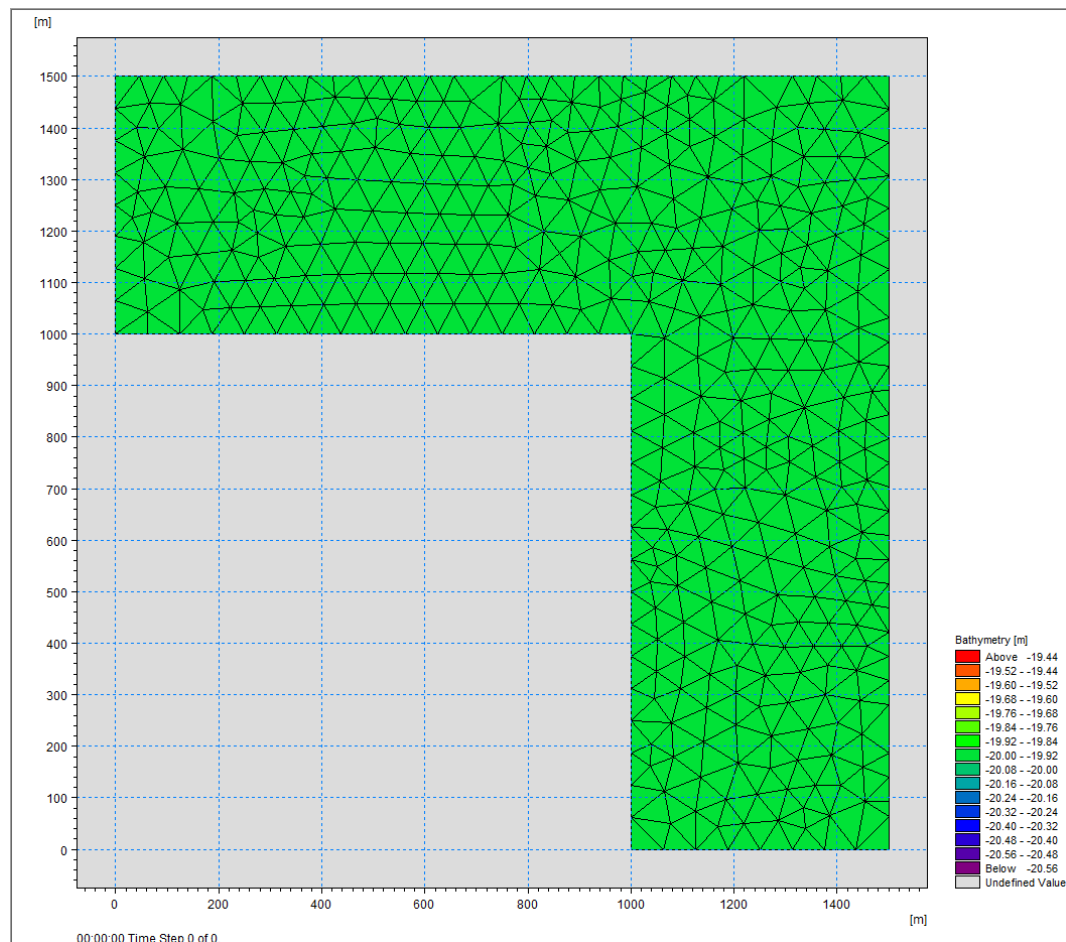 [m]
1500
1400
1300
1200
1100
1000
900
800
700
600
500
400
300
200
100
0
0 200 400 600 800 1000 1200 1400
[m]
00:00:00 Time Step 0 of 0
Bathymetry [m]
Above -19.44
-19.52 - -19.44
-19.60 - -19.52
-19.68 - -19.60
-19.76 - -19.68
-19.84 - -19.76
-19.92 - -19.84
-20.00 - -19.92
-20.08 - -20.00
-20.16 - -20.08
-20.24 - -20.16
-20.32 - -20.24
-20.40 - -20.32
-20.48 - -20.40
-20.56 - -20.48
Below -20.56
Undefined Value